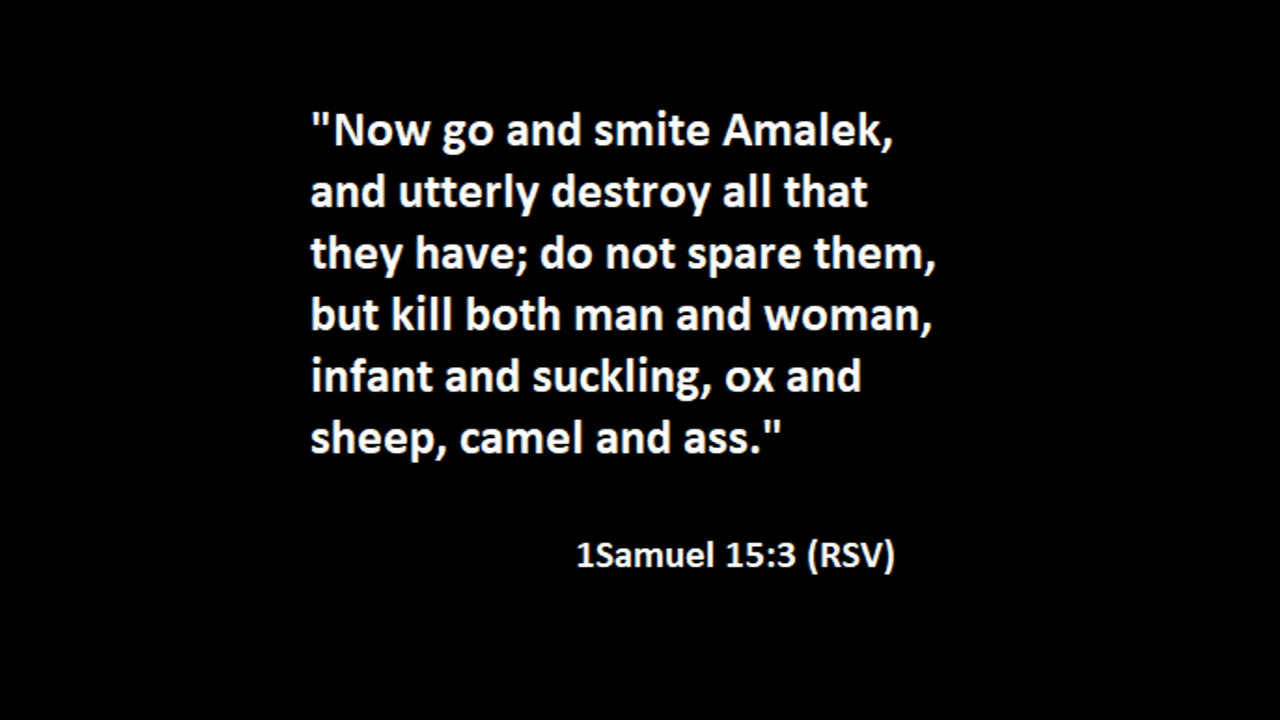 "Now go and smite Amalek,
and utterly destroy all that
they have; do not spare them,
but kill both man and woman,
infant and suckling, ox and
sheep, camel and ass."
1Samuel 15:3 (RSV)